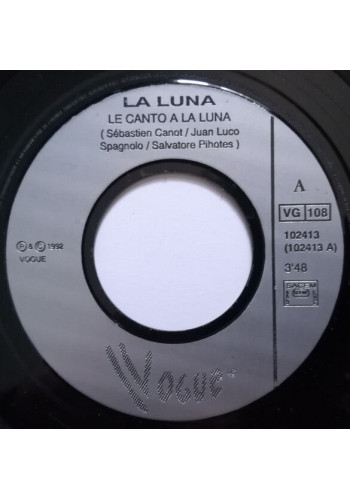 LA LUNA
LE CANTO A LA LUNA
( Sébastien Canot / Juan Luco
Spagnolo / Salvatore Pihotes )
A
VG 108
102413
(102413 A)
3'48
SACEM
℗ & © 1992
VOGUE
VOGUE